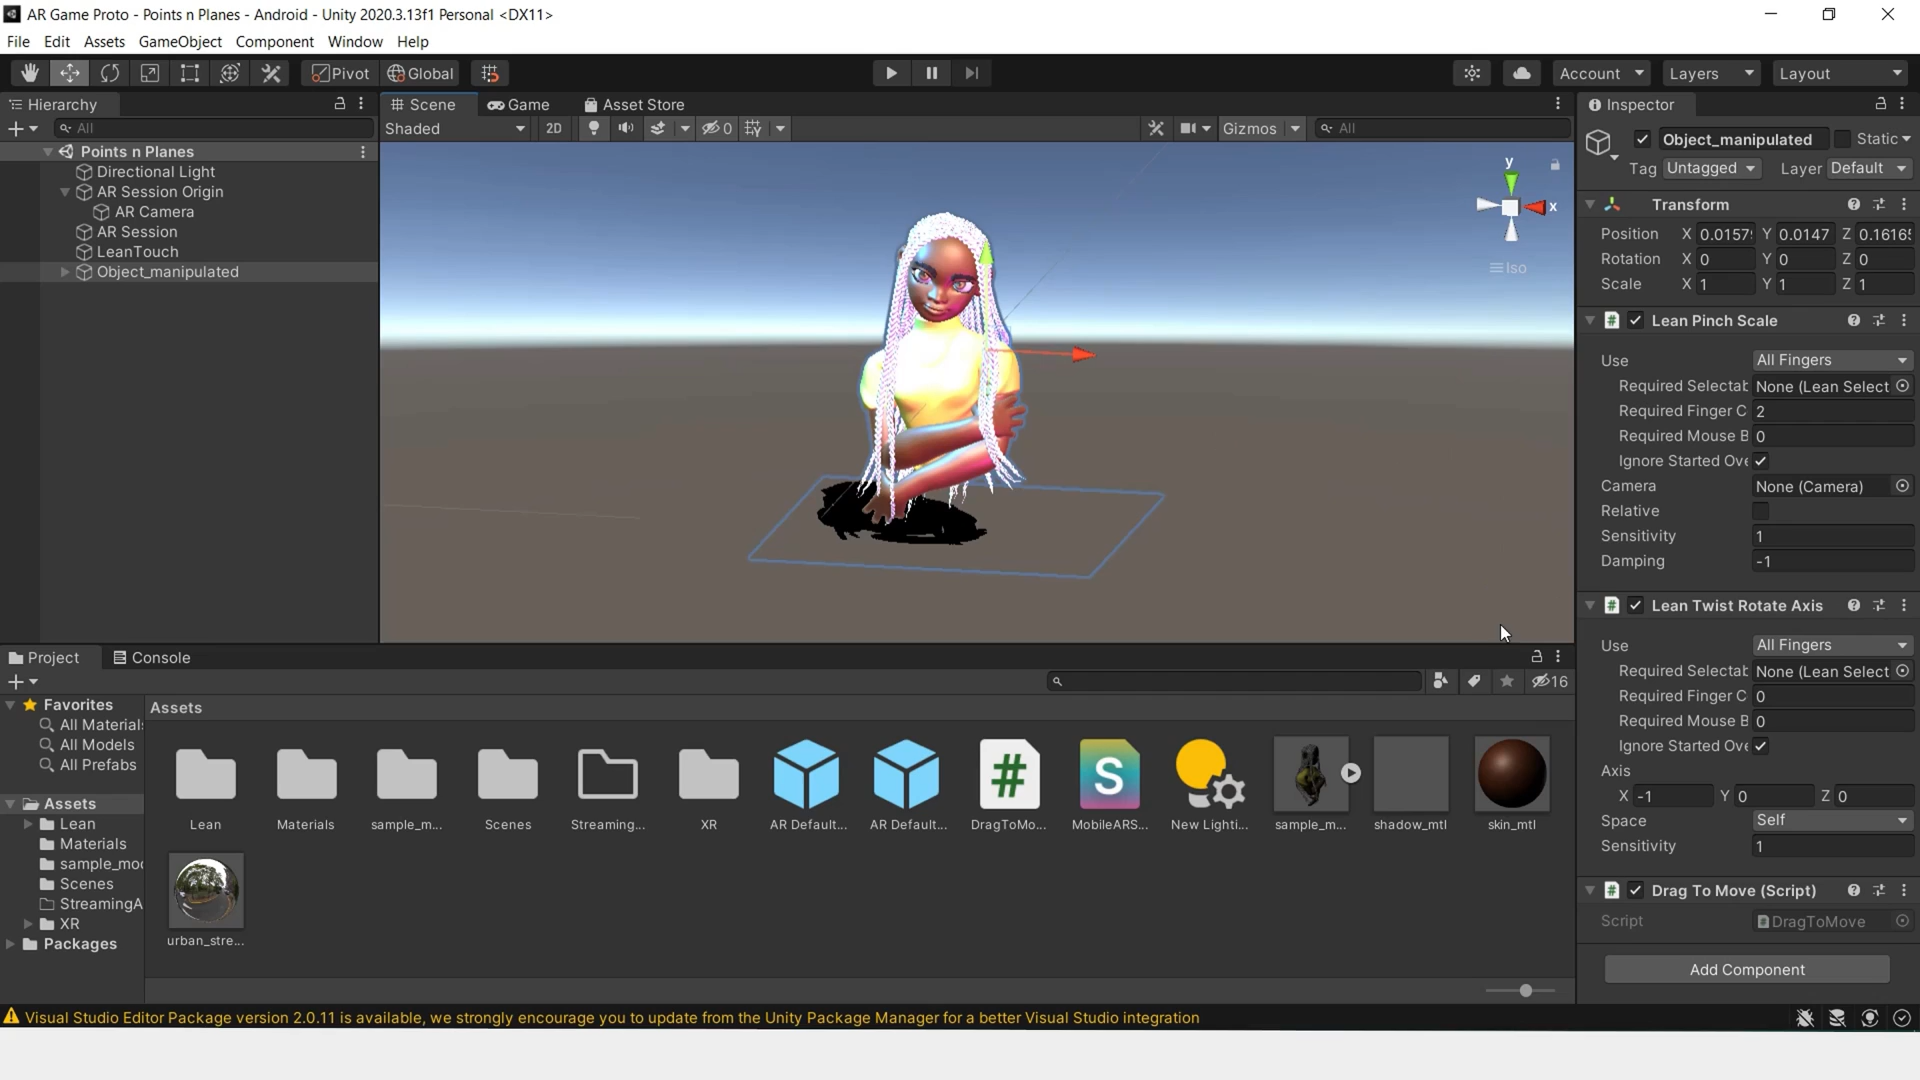 AR Game Proto - Points n Planes - Android - Unity 2020.3.13f1 Personal <DX11>
File Edit Assets GameObject Component Window Help
Pivot Global Account Layers Layout
Hierarchy
All
Points n Planes
Directional Light
AR Session Origin
AR Camera
AR Session
LeanTouch
Object_manipulated
Scene Game Asset Store
Shaded 2D 0 Gizmos All
y
x
Iso
Inspector
Object_manipulated Static
Tag Untagged Layer Default
Transform
Position X 0.0157 Y 0.0147 Z 0.1616
Rotation X 0 Y 0 Z 0
Scale X 1 Y 1 Z 1
# Lean Pinch Scale
Use All Fingers
Required Selectab None (Lean Select
Required Finger C 2
Required Mouse B 0
Ignore Started Ove
Camera None (Camera)
Relative
Sensitivity 1
Damping -1
# Lean Twist Rotate Axis
Use All Fingers
Required Selectab None (Lean Select
Required Finger C 0
Required Mouse B 0
Ignore Started Ove
Axis
X -1 Y 0 Z 0
Space Self
Sensitivity 1
# Drag To Move (Script)
Script DragToMove
Add Component
Project Console
16
Favorites
All Materials
All Models
All Prefabs
Assets
Lean
Materials
sample_mod
Scenes
StreamingA
XR
Packages
Assets
Lean
Materials
sample_m...
Scenes
Streaming...
XR
AR Default...
AR Default...
#
DragToMo...
S
MobileARS...
New Lighti...
sample_m...
shadow_mtl
skin_mtl
urban_stre...
Visual Studio Editor Package version 2.0.11 is available, we strongly encourage you to update from the Unity Package Manager for a better Visual Studio integration